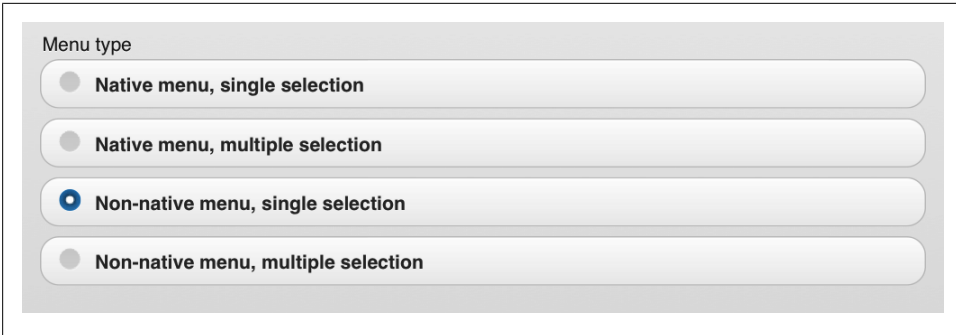 Menu type
Native menu, single selection
Native menu, multiple selection
Non-native menu, single selection
Non-native menu, multiple selection